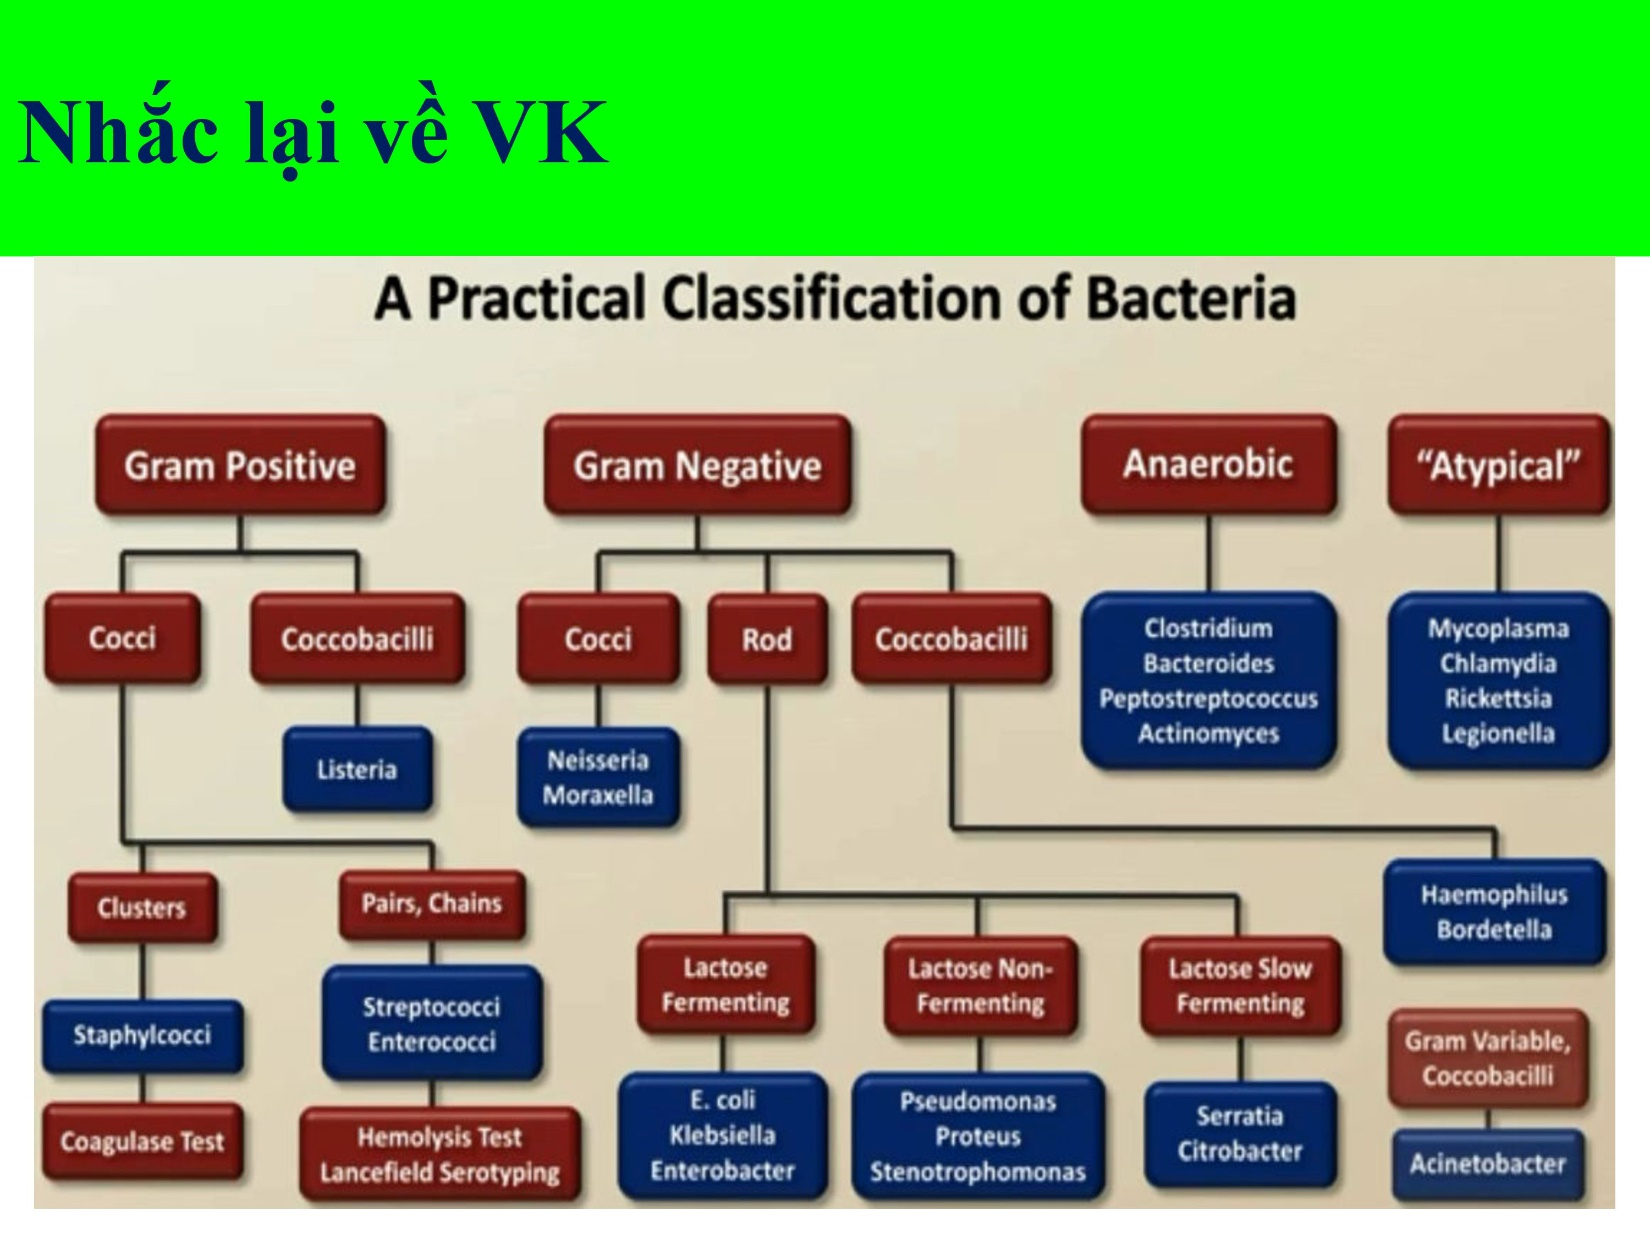 Nhắc lại về VK
A Practical Classification of Bacteria
Gram Positive
Gram Negative
Anaerobic
“Atypical”
Cocci
Coccobacilli
Cocci
Rod
Coccobacilli
Clostridium
Bacteroides
Peptostreptococcus
Actinomyces
Mycoplasma
Chlamydia
Rickettsia
Legionella
Listeria
Neisseria
Moraxella
Clusters
Pairs, Chains
Haemophilus
Bordetella
Lactose
Fermenting
Lactose Non-
Fermenting
Lactose Slow
Fermenting
Staphylcocci
Streptococci
Enterococci
Gram Variable,
Coccobacilli
Coagulase Test
Hemolysis Test
Lancefield Serotyping
E. coli
Klebsiella
Enterobacter
Pseudomonas
Proteus
Stenotrophomonas
Serratia
Citrobacter
Acinetobacter